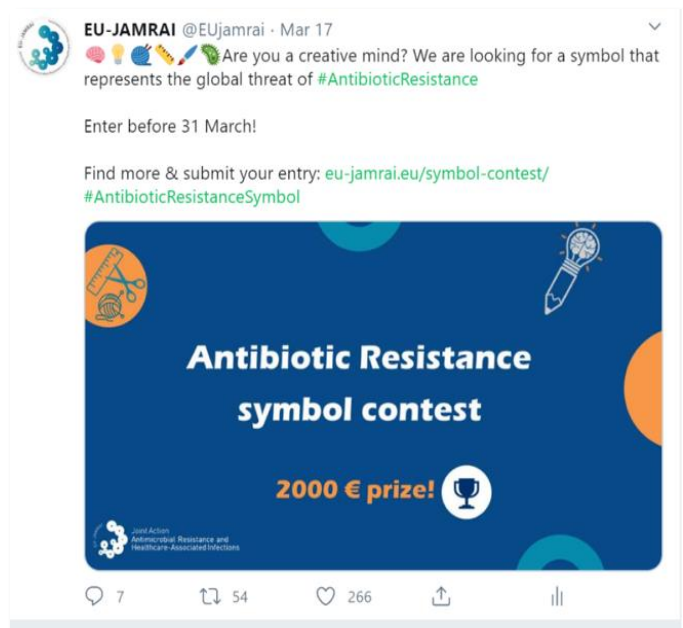 EU-JAMRAI @EUjamrai · Mar 17
Are you a creative mind? We are looking for a symbol that
represents the global threat of #AntibioticResistance
Enter before 31 March!
Find more & submit your entry: eu-jamrai.eu/symbol-contest/
#AntibioticResistanceSymbol
Antibiotic Resistance
symbol contest
2000 € prize!
Joint Action
Antimicrobial Resistance and
Healthcare-Associated Infections
7 54 266